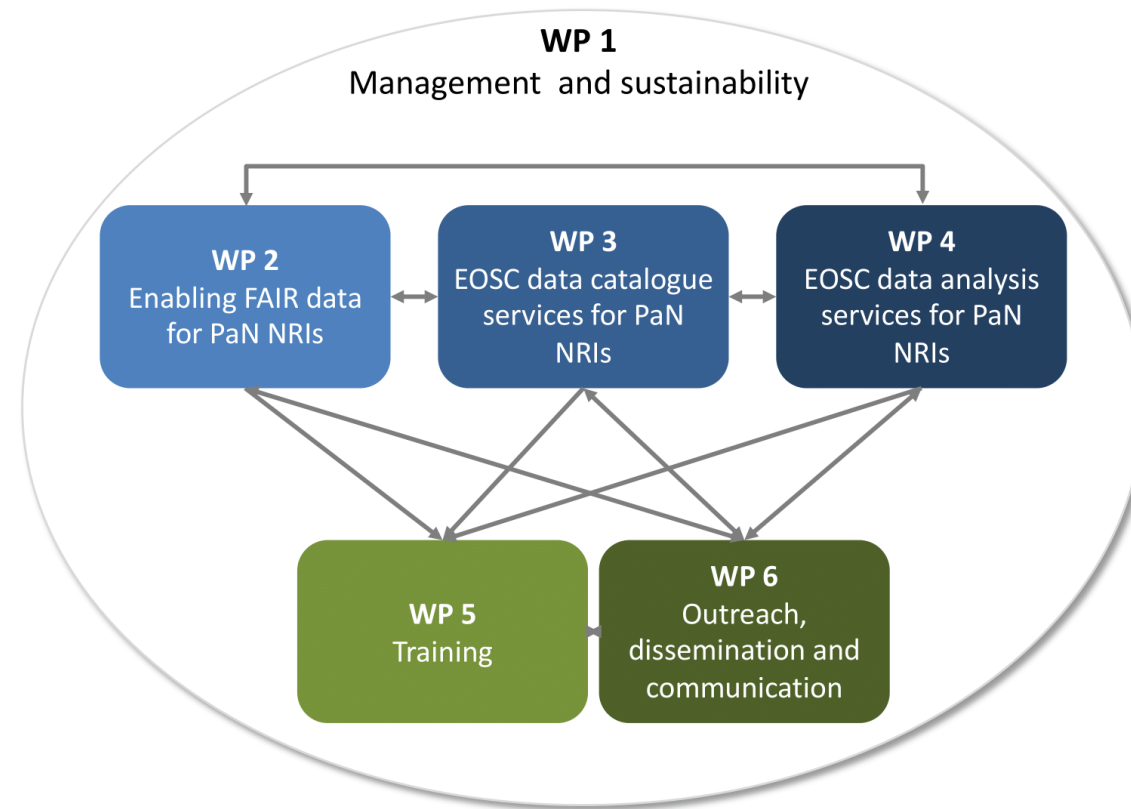 WP 1
Management and sustainability
WP 2
Enabling FAIR data
for PaN NRIs
WP 3
EOSC data catalogue
services for PaN
NRIs
WP 4
EOSC data analysis
services for PaN
NRIs
WP 5
Training
WP 6
Outreach,
dissemination and
communication